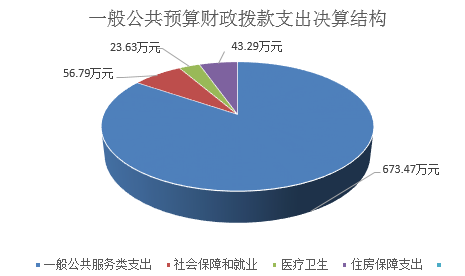 一般公共预算财政拨款支出决算结构
23.63万元
43.29万元
56.79万元
673.47万元
一般公共服务类支出 社会保障和就业 医疗卫生 住房保障支出